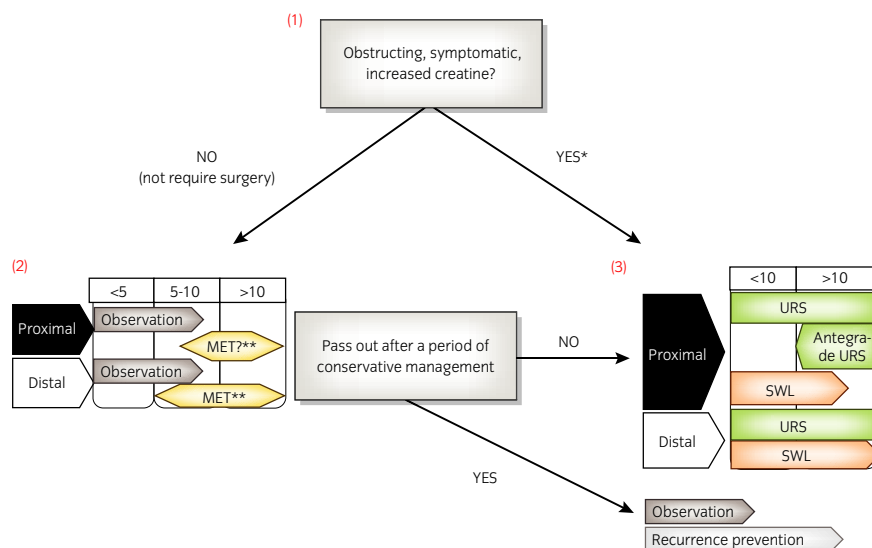 (1)
Obstructing, symptomatic,
increased creatine?
NO
(not require surgery)
YES*
(2)
<5 5-10 >10
Proximal
Observation
MET?**
Distal
Observation
MET**
Pass out after a period of
conservative management
NO
YES
(3)
<10 >10
Proximal
URS
Antegra-
de URS
SWL
Distal
URS
SWL
Observation
Recurrence prevention